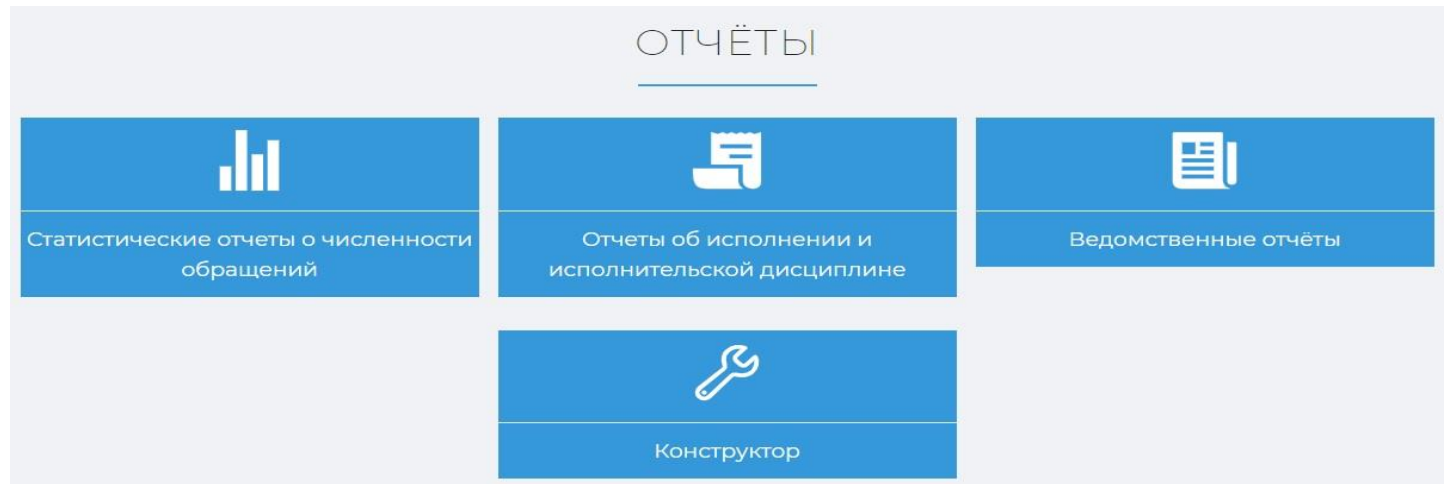 ОТЧЁТЫ
Статистические отчеты о численности
обращений
Отчеты об исполнении и
исполнительской дисциплине
Ведомственные отчёты
Конструктор